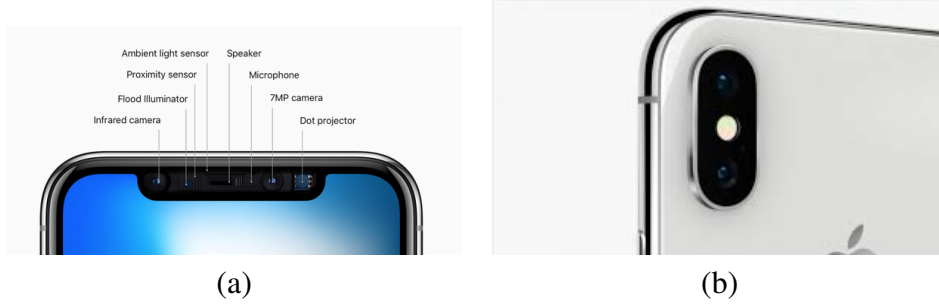 Ambient light sensor Speaker
Proximity sensor Microphone
Flood Illuminator 7MP camera
Infrared camera Dot projector
(a) (b)